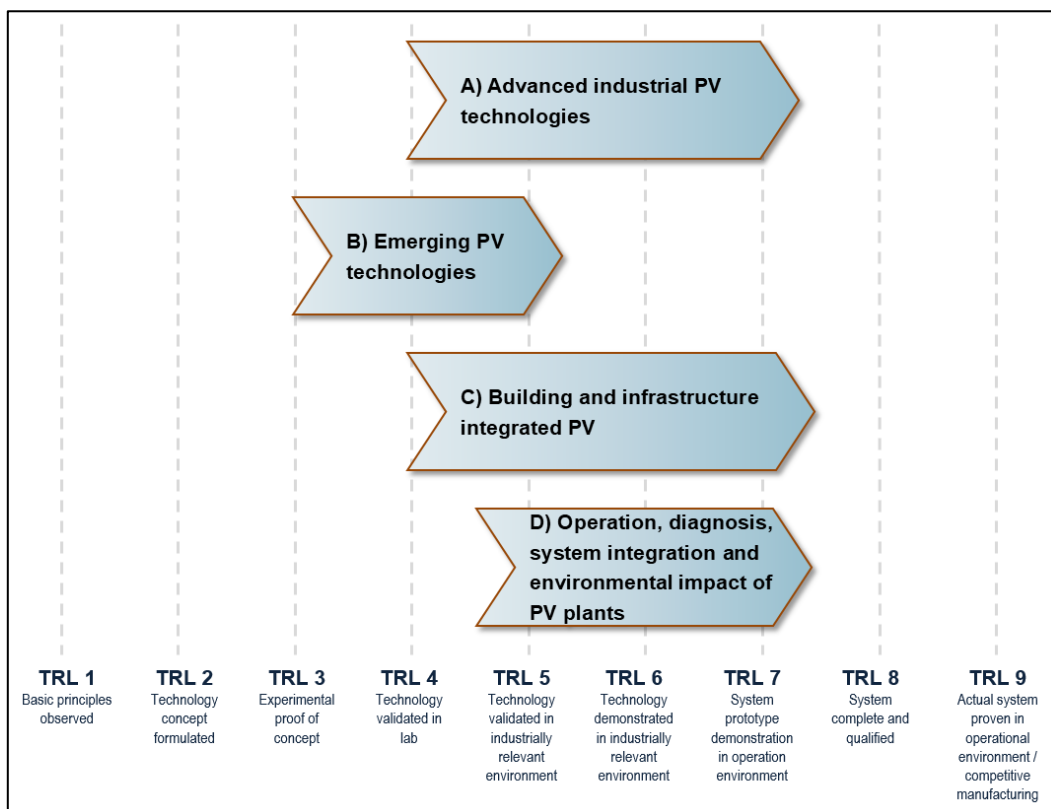 A) Advanced industrial PV
technologies
B) Emerging PV
technologies
C) Building and infrastructure
integrated PV
D) Operation, diagnosis,
system integration and
environmental impact of
PV plants
TRL 1
Basic principles
observed
TRL 2
Technology
concept
formulated
TRL 3
Experimental
proof of
concept
TRL 4
Technology
validated in
lab
TRL 5
Technology
validated in
industrially
relevant
environment
TRL 6
Technology
demonstrated
in industrially
relevant
environment
TRL 7
System
prototype
demonstration
in operation
environment
TRL 8
System
complete and
qualified
TRL 9
Actual system
proven in
operational
environment /
competitive
manufacturing